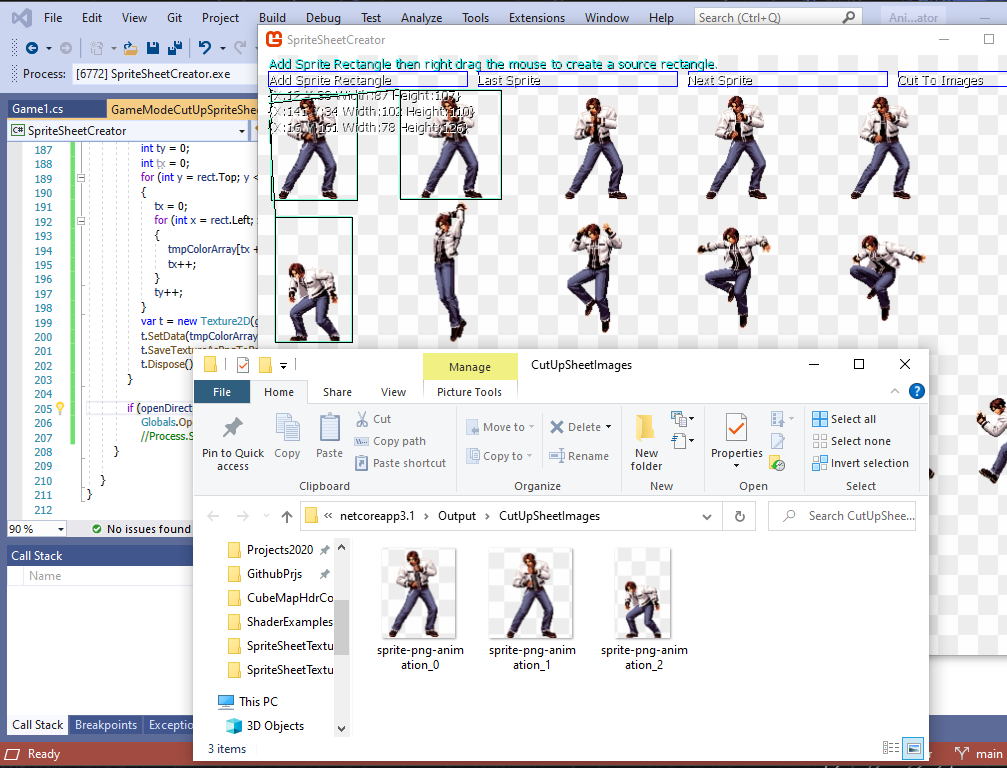 File Edit View Git Project Build Debug Test Analyze Tools Extensions Window Help Search (Ctrl+Q) Ani...ator
Process: [6772] SpriteSheetCreator.exe
SpriteSheetCreator
Add Sprite Rectangle then right drag the mouse to create a source rectangle.
Add Sprite Rectangle Last Sprite Next Sprite Cut To Images
Width:87 Height:107}
{X:141 Y:34 Width:102 Height:110}
{X:16 Y:161 Width:78 Height:126}
Game1.cs GameModeCutUpSpriteShe
C# SpriteSheetCreator
187 int ty = 0;
188 int tx = 0;
189 for (int y = rect.Top; y <
190 {
191 tx = 0;
192 for (int x = rect.Left;
193 {
194 tmpColorArray[tx +
195 tx++;
196 }
197 ty++;
198 }
199 var t = new Texture2D(g
200 t.SetData(tmpColorArray
201 t.SaveTextureAsPngToPa
202 t.Dispose()
203 }
204
205 if (openDirect
206 Globals.Op
207 //Process.S
208 }
209
210 }
211 }
212
90 % No issues found
Call Stack
Name
Call Stack Breakpoints Exceptio
Ready
main
Manage CutUpSheetImages
File Home Share View Picture Tools
Pin to Quick access
Copy
Paste
Cut
Copy path
Paste shortcut
Clipboard
Move to
Copy to
Delete
Rename
Organize
New folder
New
Properties
Open
Select all
Select none
Invert selection
Select
« netcoreapp3.1 > Output > CutUpSheetImages
Search CutUpShee...
Projects2020
GithubPrjs
CubeMapHdrCo
ShaderExamples
SpriteSheetTextu
SpriteSheetTextu
This PC
3D Objects
sprite-png-anim
ation_0
sprite-png-anim
ation_1
sprite-png-anim
ation_2
3 items